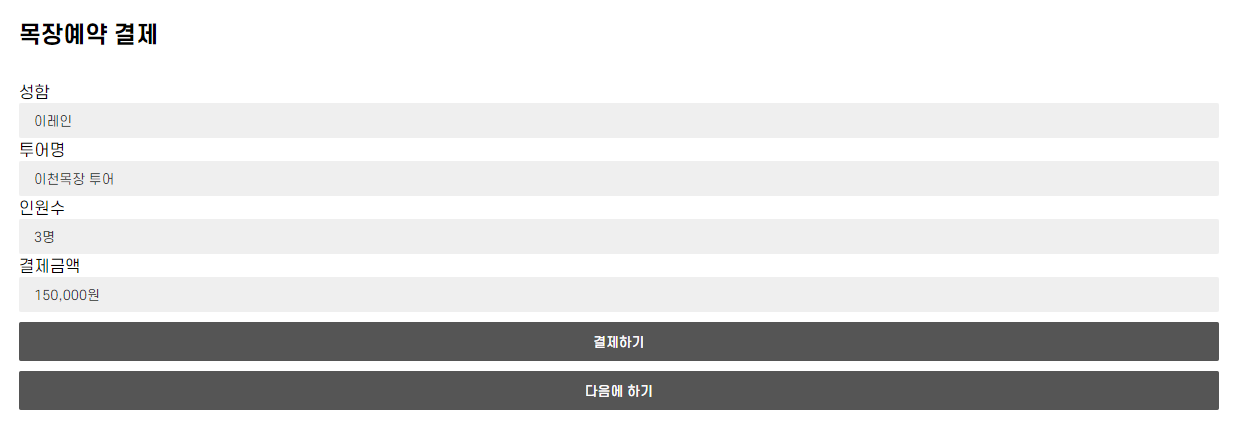 목장예약 결제
성함
이레인
투어명
이천목장 투어
인원수
3명
결제금액
150,000원
결제하기
다음에 하기